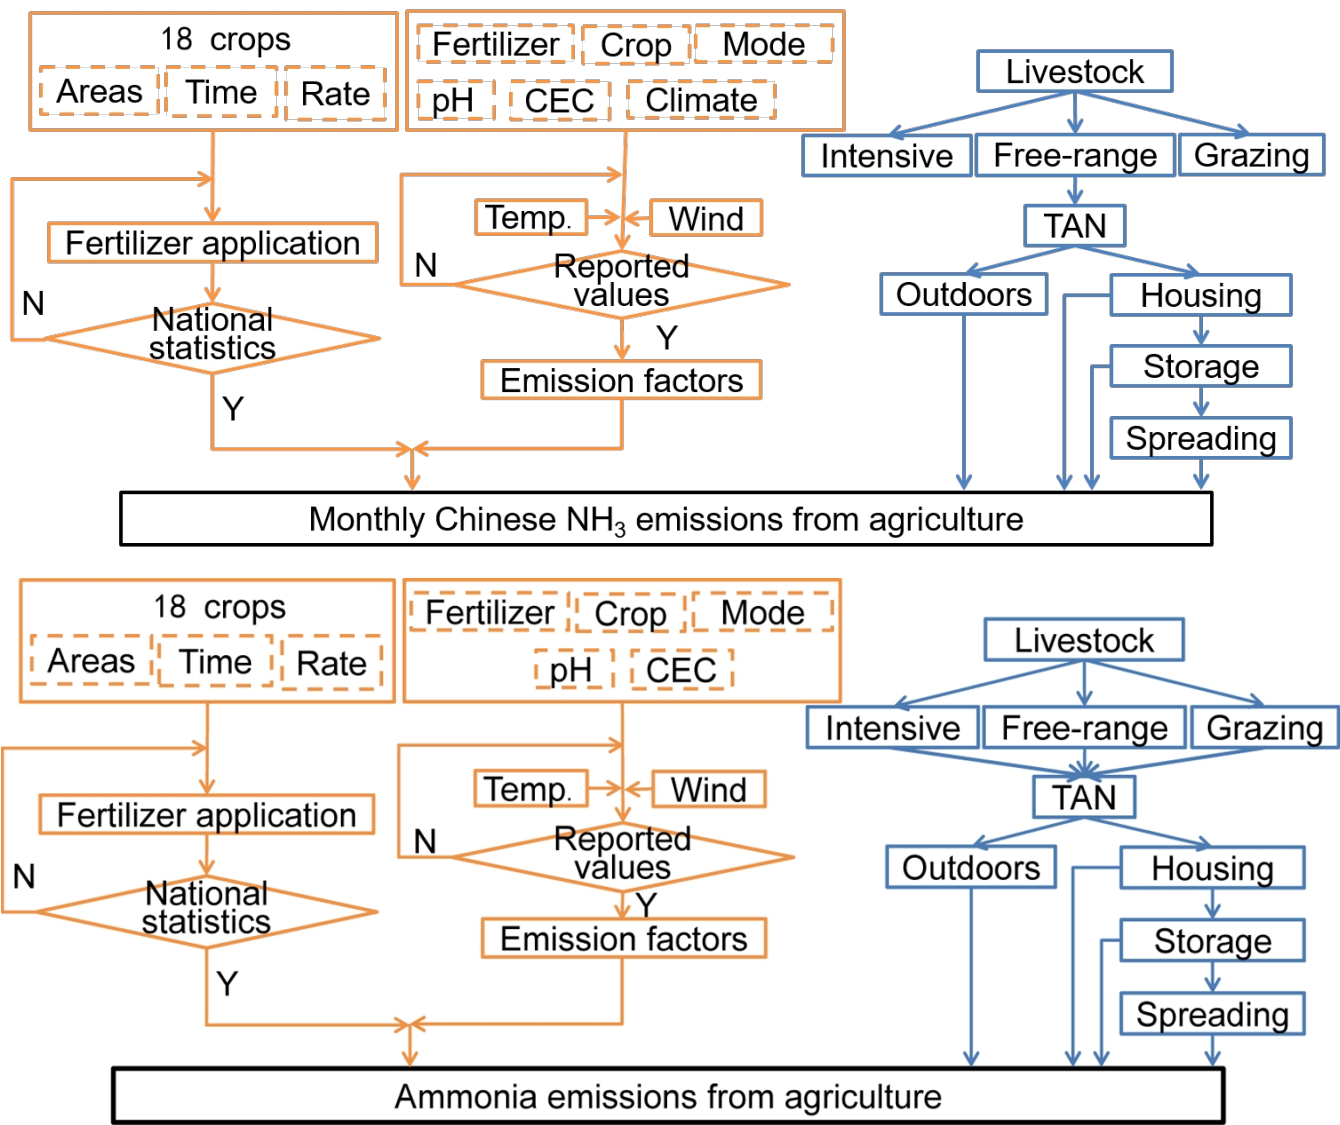 18 crops
Areas Time Rate
Fertilizer Crop Mode
pH CEC Climate
Livestock
Intensive Free-range Grazing
TAN
Temp. Wind
Fertilizer application
N
Reported
values
N
Outdoors Housing
National
statistics
Y
Storage
Emission factors
Y
Spreading
Monthly Chinese NH₃ emissions from agriculture
18 crops
Areas Time Rate
Fertilizer Crop Mode
pH CEC
Livestock
Intensive Free-range Grazing
TAN
Temp. Wind
Fertilizer application
N
Reported
values
Outdoors Housing
N
National
statistics
Y
Emission factors
Storage
Y
Spreading
Ammonia emissions from agriculture